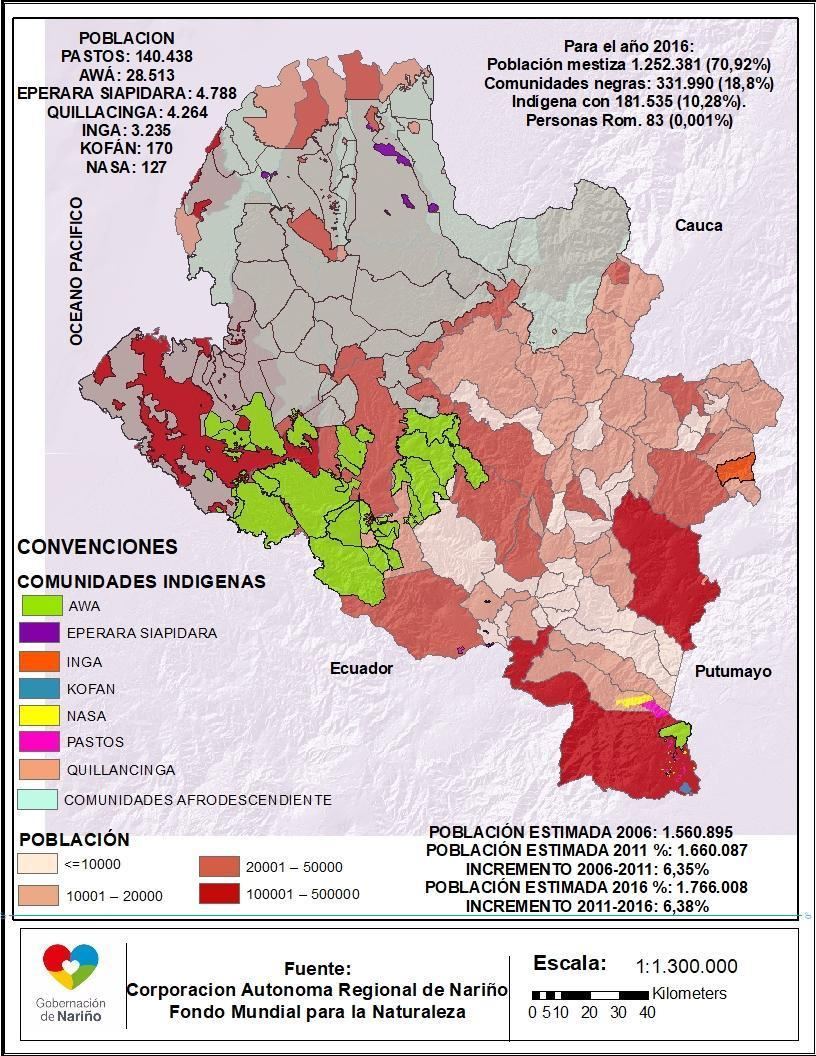 POBLACION
PASTOS: 140.438
AWÁ: 28.513
EPERARA SIAPIDARA: 4.788
QUILLACINGA: 4.264
INGA: 3.235
KOFÁN: 170
NASA: 127
Para el año 2016:
Población mestiza 1.252.381 (70,92%)
Comunidades negras: 331.990 (18,8%)
Indígena con 181.535 (10,28%).
Personas Rom. 83 (0,001%)
OCEANO PACIFICO
Cauca
Ecuador
Putumayo
CONVENCIONES
COMUNIDADES INDIGENAS
AWA
EPERARA SIAPIDARA
INGA
KOFAN
NASA
PASTOS
QUILLANCINGA
COMUNIDADES AFRODESCENDIENTE
POBLACIÓN
<=10000
10001 – 20000
20001 – 50000
100001 - 500000
POBLACIÓN ESTIMADA 2006: 1.560.895
POBLACIÓN ESTIMADA 2011 %: 1.660.087
INCREMENTO 2006-2011: 6,35%
POBLACIÓN ESTIMADA 2016 %: 1.766.008
INCREMENTO 2011-2016: 6,38%
Gobernación
de Nariño
Fuente:
Corporacion Autonoma Regional de Nariño
Fondo Mundial para la Naturaleza
Escala: 1:1.300.000
Kilometers
0 5 10 20 30 40